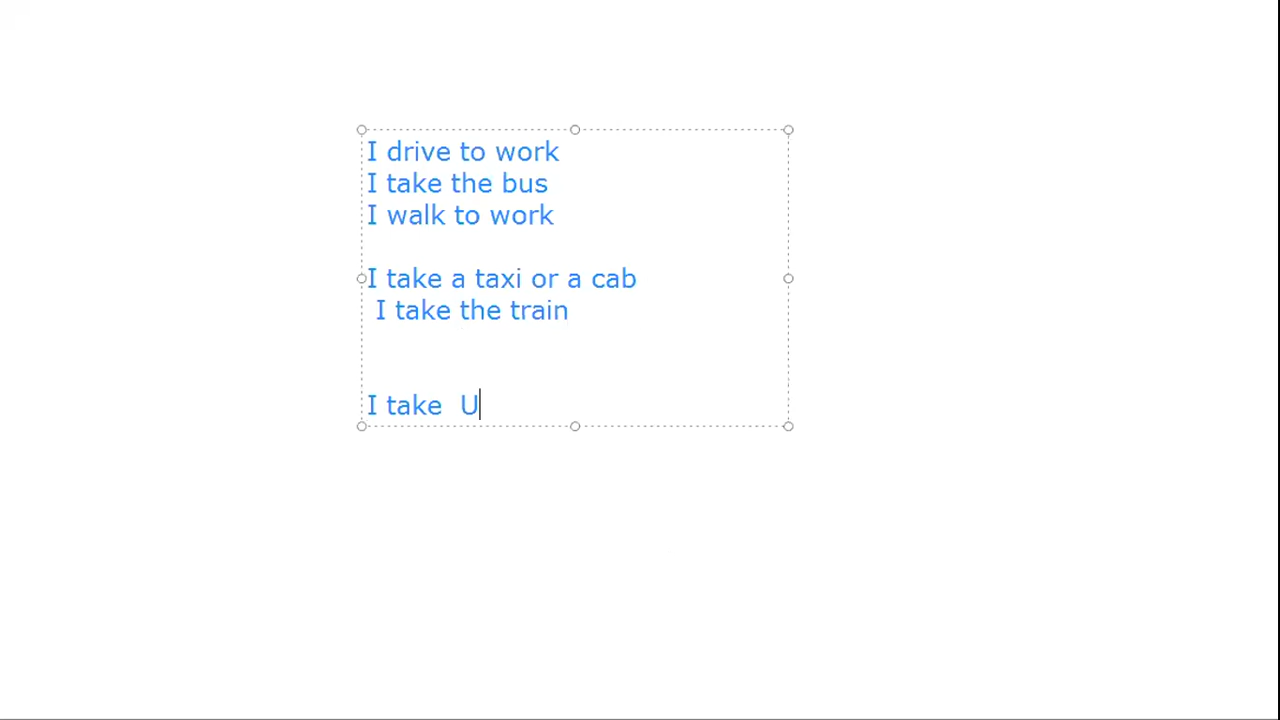 I drive to work
I take the bus
I walk to work
I take a taxi or a cab
I take the train
I take  U